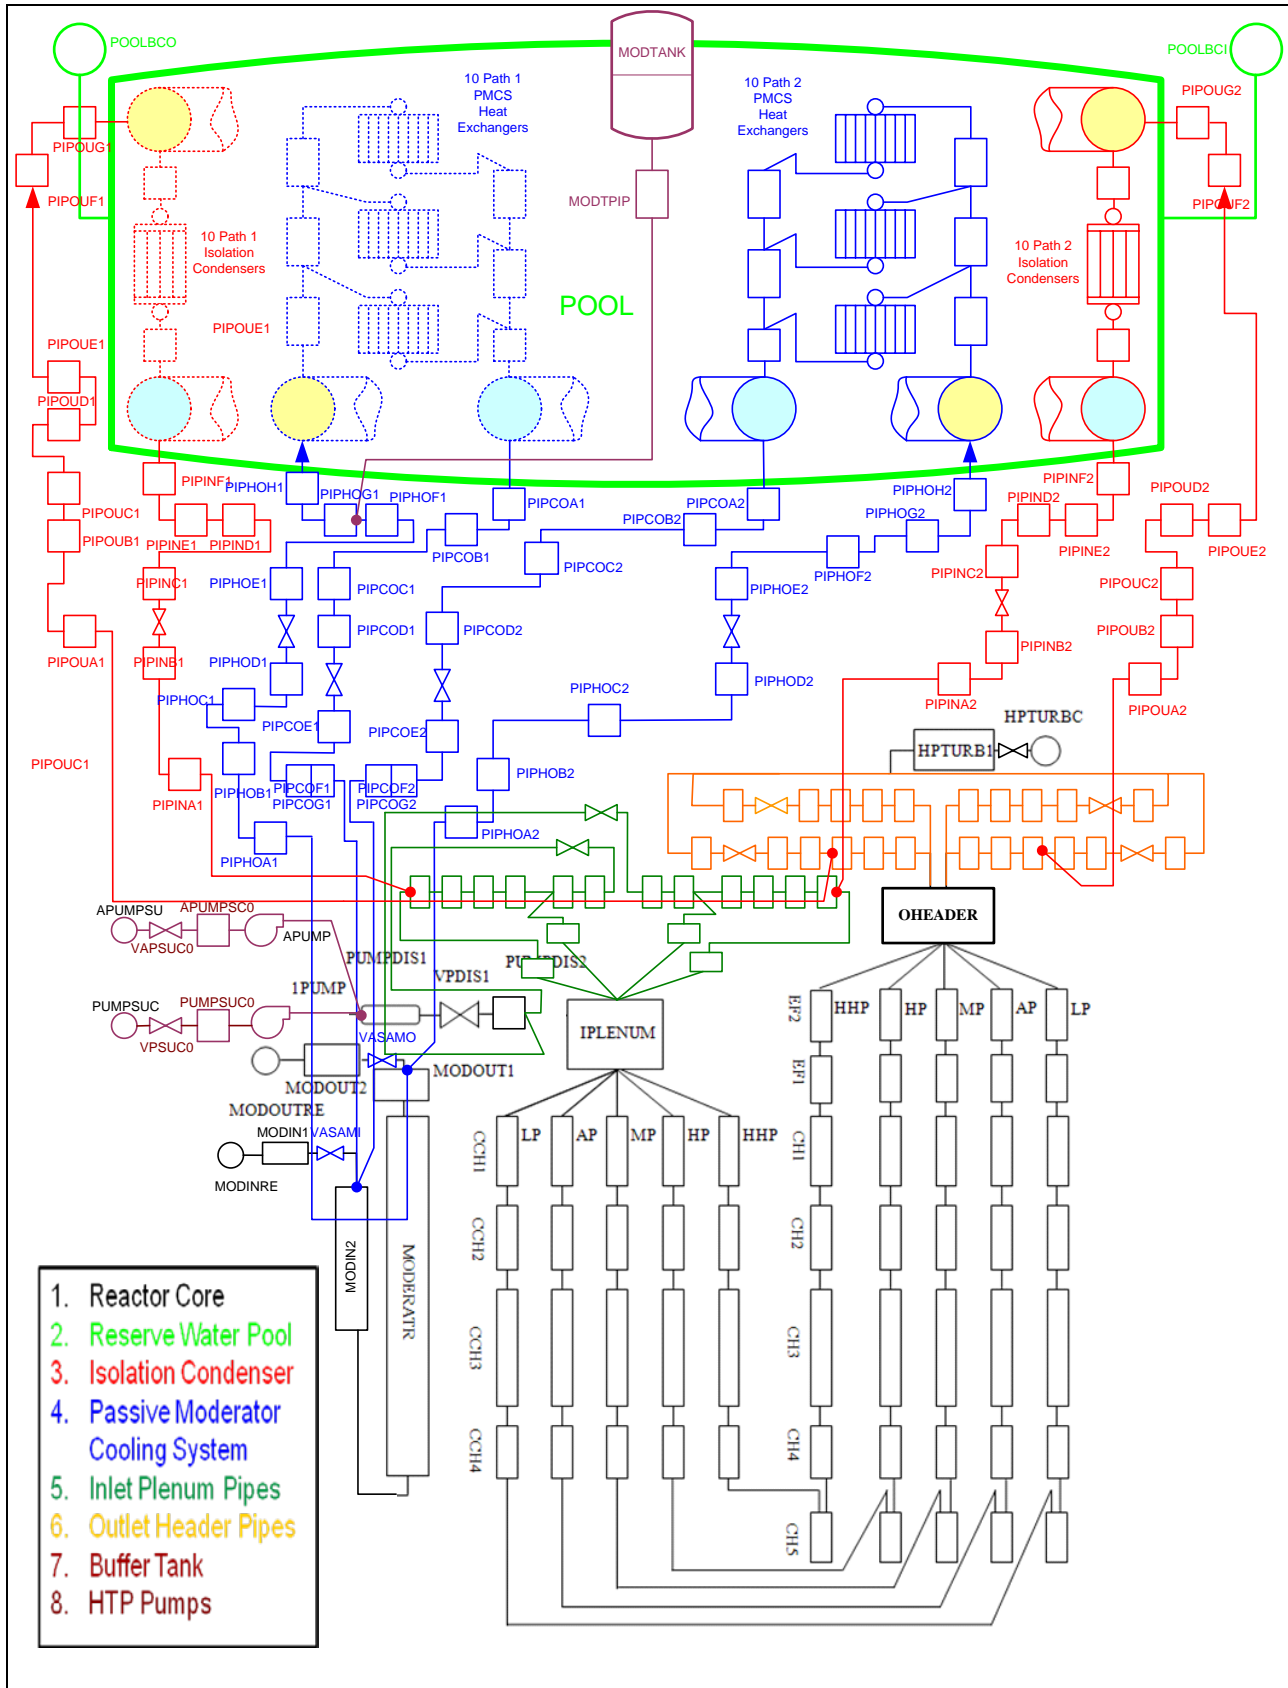 POOLBCO
MODTANK
POOLBCI
10 Path 1
PMCS
Heat
Exchangers
10 Path 2
PMCS
Heat
Exchangers
PIPOUG1
PIPOUG2
PIPOUF1
MODTPIP
PIPOUF2
10 Path 1
Isolation
Condensers
10 Path 2
Isolation
Condensers
POOL
PIPOUE1
PIPOUE1
PIPOUD1
PIPINF1
PIPHOH1
PIPHOG1
PIPHOF1
PIPCOA1
PIPCOA2
PIPHOH2
PIPINF2
PIPIND2
PIPOUD2
PIPOUC1
PIPOUB1
PIPINE1
PIPIND1
PIPCOB1
PIPCOB2
PIPHOG2
PIPINE2
PIPOUE2
PIPINC1
PIPHOE1
PIPCOC1
PIPCOC2
PIPHOE2
PIPHOF2
PIPINC2
PIPOUC2
PIPOUA1
PIPINB1
PIPHOD1
PIPCOD1
PIPCOD2
PIPHOD2
PIPINB2
PIPOUB2
PIPHOC1
PIPCOE1
PIPCOE2
PIPHOC2
PIPINA2
PIPOUA2
HPTURBC
HPTURB1
PIPOUC1
PIPINA1
PIPHOB1
PIPCOF1
PIPCOG1
PIPCOF2
PIPCOG2
PIPHOB2
PIPHOA1
PIPHOA2
OHEADER
APUMPSU
APUMPSC0
APUMP
VAPSUC0
PUMPDIS1
PUMPDIS2
VPDIS1
1PUMP
PUMPSUC
PUMPSUC0
VPSUC0
VASAMO
IPLENUM
EF2
HHP
HP
MP
AP
LP
MODOUT2
MODOUT1
MODOUTRE
EF1
MODIN1
VASAMI
MODINRE
CCH1
LP
AP
MP
HP
HHP
CH1
CCH2
CH2
MODIN2
MODERATR
CCH3
CH3
CCH4
CH4
CH5
1. Reactor Core
2. Reserve Water Pool
3. Isolation Condenser
4. Passive Moderator
Cooling System
5. Inlet Plenum Pipes
6. Outlet Header Pipes
7. Buffer Tank
8. HTP Pumps